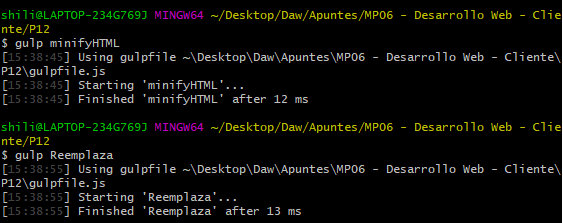 shili@LAPTOP-234G769J MINGW64 ~/Desktop/Daw/Apuntes/MP06 - Desarrollo Web - Clie
nte/P12
$ gulp minifyHTML
[15:38:45] Using gulpfile ~\Desktop\Daw\Apuntes\MP06 - Desarrollo Web - Cliente\
P12\gulpfile.js
[15:38:45] Starting 'minifyHTML'...
[15:38:45] Finished 'minifyHTML' after 12 ms
shili@LAPTOP-234G769J MINGW64 ~/Desktop/Daw/Apuntes/MP06 - Desarrollo Web - Clie
nte/P12
$ gulp Reemplaza
[15:38:55] Using gulpfile ~\Desktop\Daw\Apuntes\MP06 - Desarrollo Web - Cliente\
P12\gulpfile.js
[15:38:55] Starting 'Reemplaza'...
[15:38:55] Finished 'Reemplaza' after 13 ms